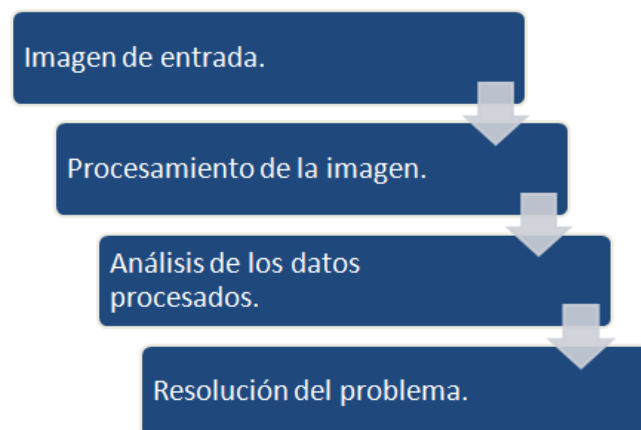 Imagen de entrada.
Procesamiento de la imagen.
Análisis de los datos
procesados.
Resolución del problema.